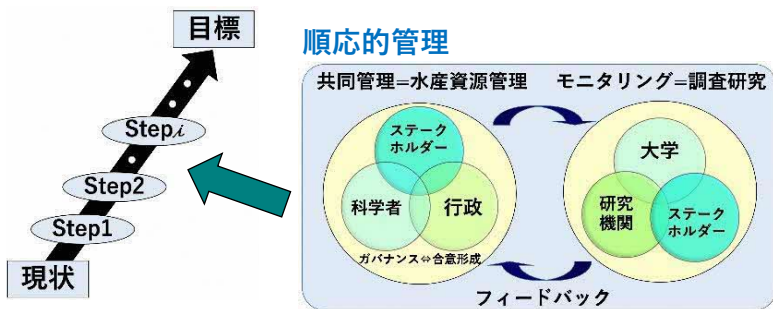 目標
Step i
Step2
Step1
現状
順応的管理
共同管理=水産資源管理
モニタリング=調査研究
ステーク
ホルダー
科学者
行政
ガバナンス⇔合意形成
大学
研究
機関
ステーク
ホルダー
フィードバック